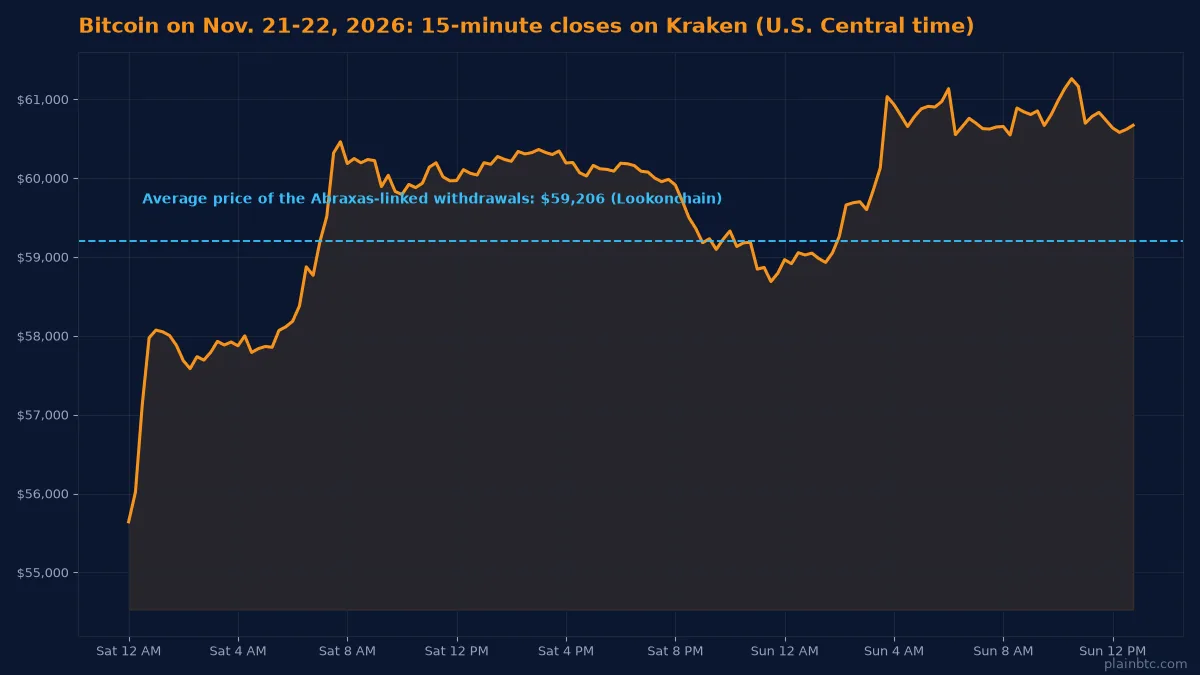 Bitcoin on Nov. 21-22, 2026: 15-minute closes on Kraken (U.S. Central time)
$61,000
$60,000
Average price of the Abraxas-linked withdrawals: $59,206 (Lookonchain)
$59,000
$58,000
$57,000
$56,000
$55,000
Sat 12 AM Sat 4 AM Sat 8 AM Sat 12 PM Sat 4 PM Sat 8 PM Sun 12 AM Sun 4 AM Sun 8 AM Sun 12 PM
plainbtc.com